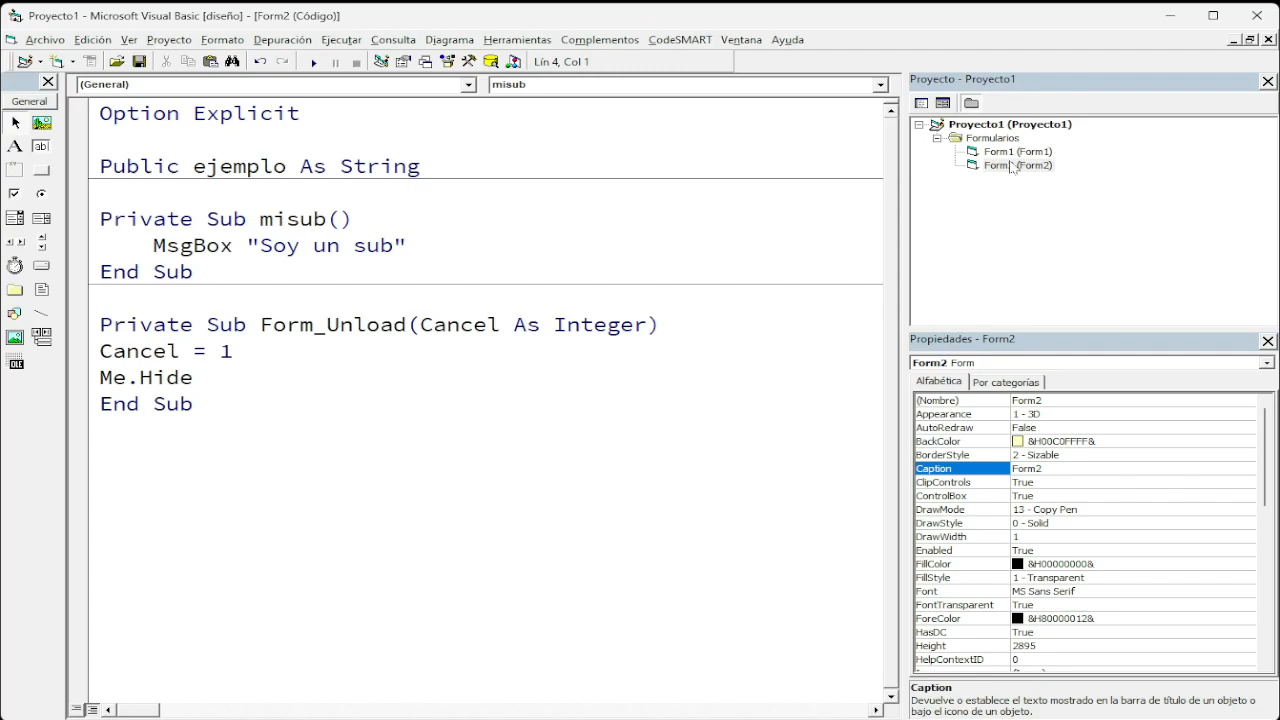 Proyecto1 - Microsoft Visual Basic [diseño] - [Form2 (Código)]
Archivo Edición Ver Proyecto Formato Depuración Ejecutar Consulta Diagrama Herramientas Complementos CodeSMART Ventana Ayuda
Lín 4, Col 1
General
(General)
misub
Option Explicit
Public ejemplo As String
Private Sub misub()
MsgBox "Soy un sub"
End Sub
Private Sub Form_Unload(Cancel As Integer)
Cancel = 1
Me.Hide
End Sub
Proyecto - Proyecto1
Proyecto1 (Proyecto1)
Formularios
Form1 (Form1)
(Form2)
Propiedades - Form2
Form2 Form
Alfabética Por categorías
(Nombre) Form2
Appearance 1 - 3D
AutoRedraw False
BackColor &H00C0FFFF&
BorderStyle 2 - Sizable
Caption Form2
ClipControls True
ControlBox True
DrawMode 13 - Copy Pen
DrawStyle 0 - Solid
DrawWidth 1
Enabled True
FillColor &H00000000&
FillStyle 1 - Transparent
Font MS Sans Serif
FontTransparent True
ForeColor &H80000012&
HasDC True
Height 2895
HelpContextID 0
Caption
Devuelve o establece el texto mostrado en la barra de título de un objeto o
bajo el icono de un objeto.